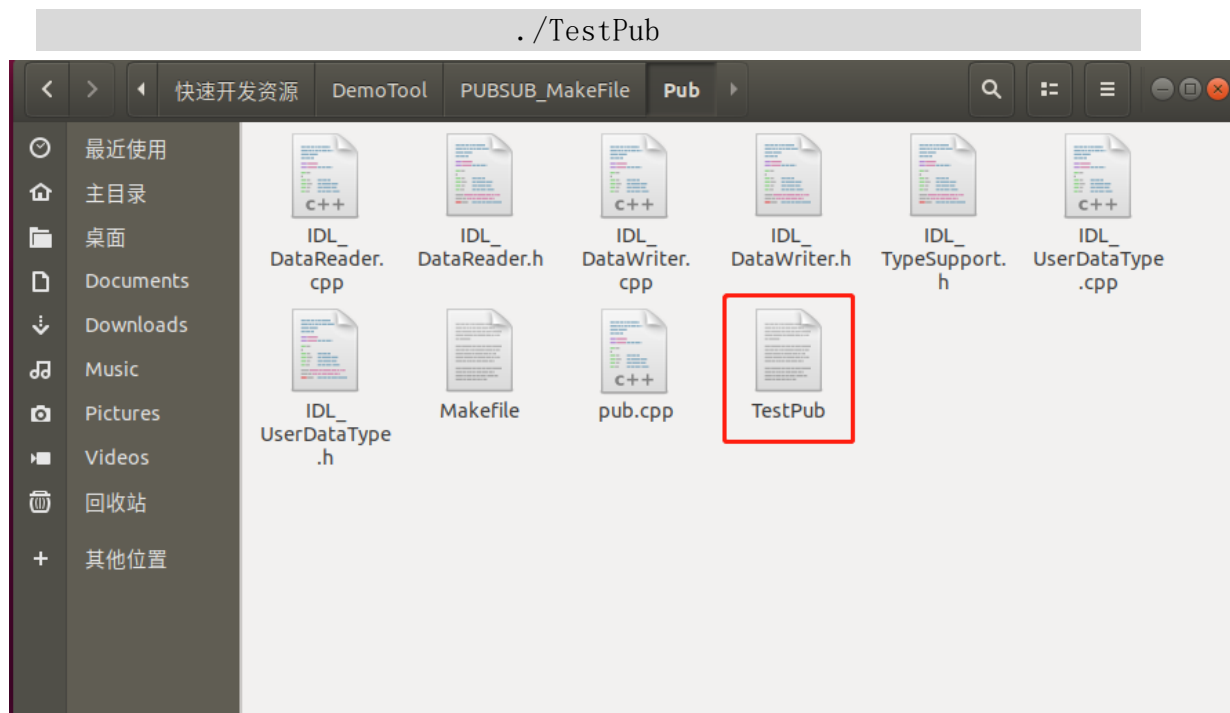 ./TestPub
快速开发资源 DemoTool PUBSUB_MakeFile Pub
最近使用
主目录
桌面
Documents
Downloads
Music
Pictures
Videos
回收站
其他位置
C++
C++
C++
IDL_
DataReader.
cpp
IDL_
DataReader.h
IDL_
DataWriter.
cpp
IDL_
DataWriter.h
IDL_
TypeSupport.
h
IDL_
UserDataType
.cpp
C++
IDL_
UserDataType
.h
Makefile
pub.cpp
TestPub